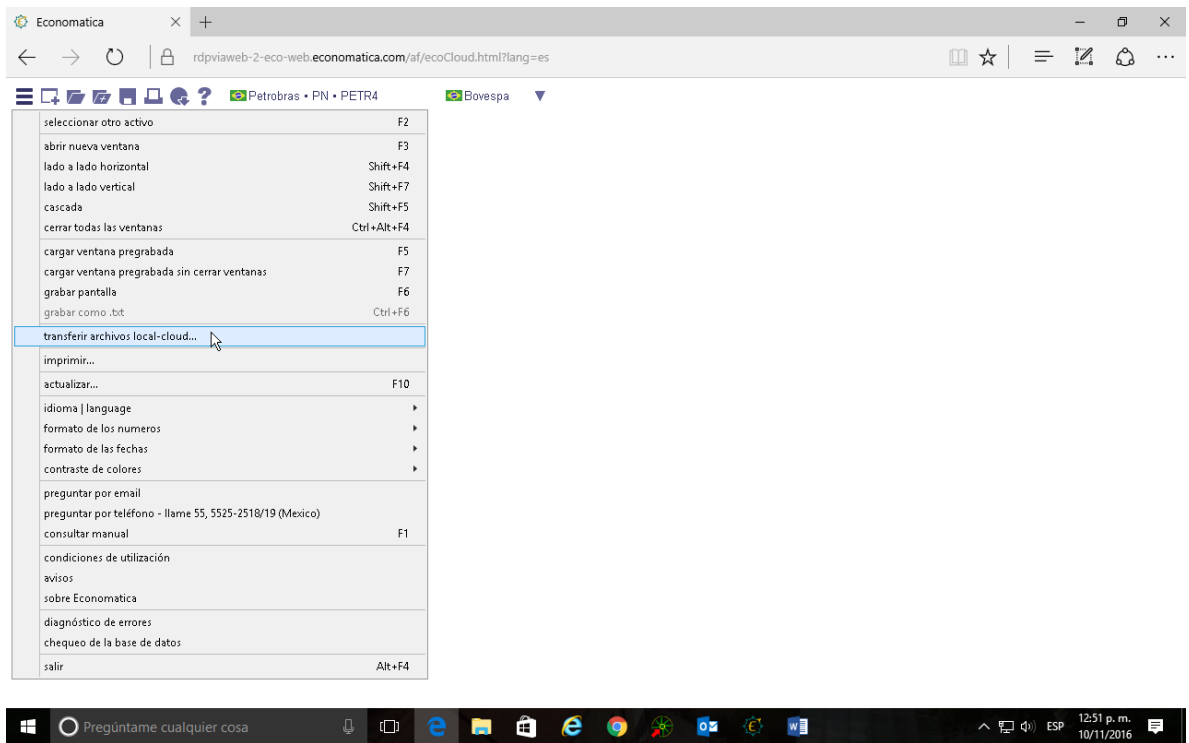 Economatica
rdpviaweb-2-eco-web.economatica.com/af/ecoCloud.html?lang=es
? Petrobras • PN • PETR4 Bovespa
seleccionar otro activo F2
abrir nueva ventana F3
lado a lado horizontal Shift+F4
lado a lado vertical Shift+F7
cascada Shift+F5
cerrar todas las ventanas Ctrl+Alt+F4
cargar ventana pregrabada F5
cargar ventana pregrabada sin cerrar ventanas F7
grabar pantalla F6
grabar como .txt Ctrl+F6
transferir archivos local-cloud...
imprimir...
actualizar... F10
idioma | language
formato de los numeros
formato de las fechas
contraste de colores
preguntar por email
preguntar por teléfono - llame 55, 5525-2518/19 (Mexico)
consultar manual F1
condiciones de utilización
avisos
sobre Economatica
diagnóstico de errores
chequeo de la base de datos
salir Alt+F4
Pregúntame cualquier cosa
ESP
12:51 p. m.
10/11/2016